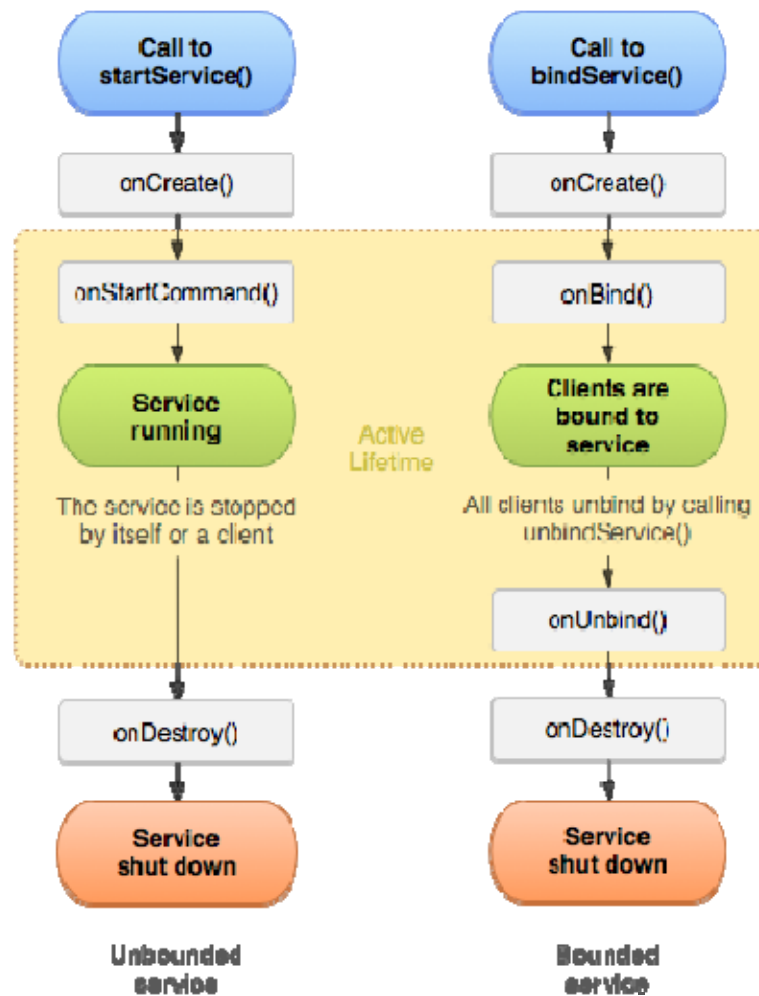 Call to
startService()
onCreate()
onStartCommand()
Service
running
The service is stopped
by itself or a client
onDestroy()
Service
shut down
Unbounded
service
Active
Lifetime
Call to
bindService()
onCreate()
onBind()
Clients are
bound to
service
All clients unbind by calling
unbindService()
onUnbind()
onDestroy()
Service
shut down
Bounded
service